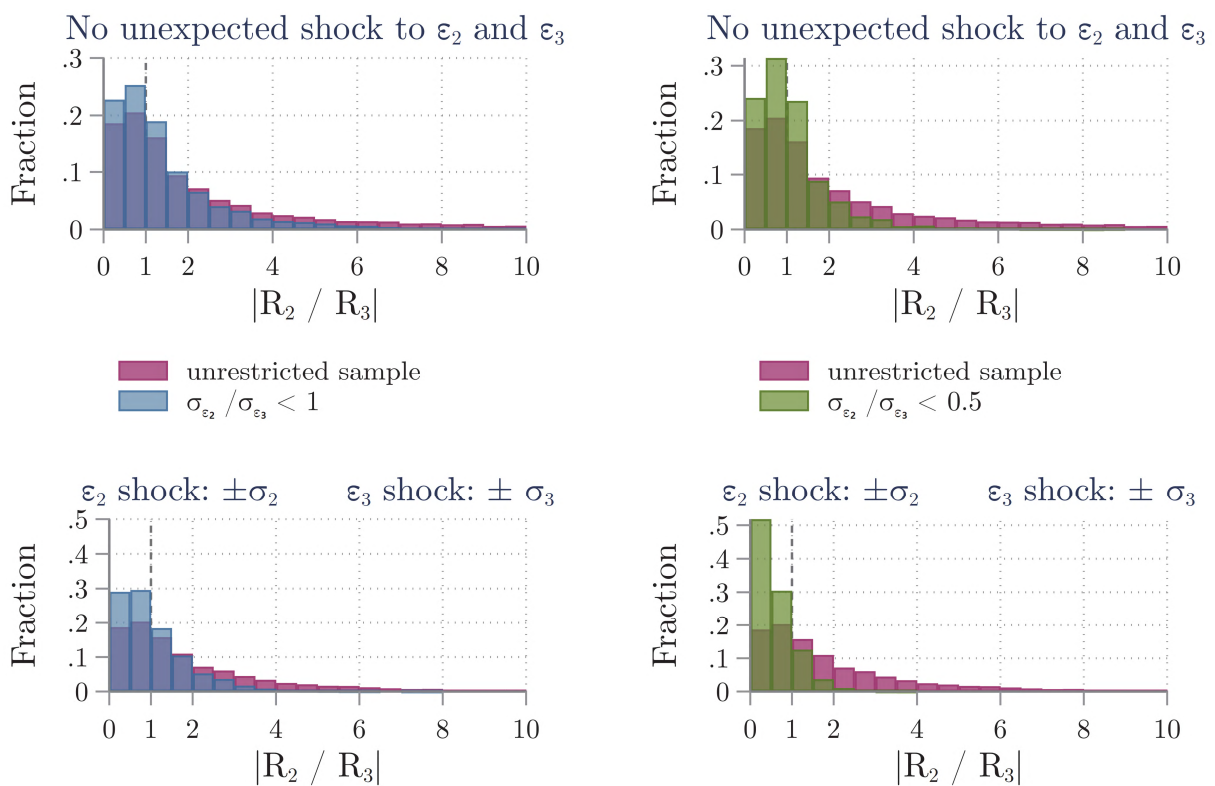 No unexpected shock to ε₂ and ε₃
.3
.2
.1
0
Fraction
0 1 2 4 6 8 10
|R₂ / R₃|
unrestricted sample
σ_ε₂ /σ_ε₃ < 1
No unexpected shock to ε₂ and ε₃
.3
.2
.1
0
Fraction
0 1 2 4 6 8 10
|R₂ / R₃|
unrestricted sample
σ_ε₂ /σ_ε₃ < 0.5
ε₂ shock: ±σ₂ ε₃ shock: ± σ₃
.5
.4
.3
.2
.1
0
Fraction
0 1 2 4 6 8 10
|R₂ / R₃|
ε₂ shock: ±σ₂ ε₃ shock: ± σ₃
.5
.4
.3
.2
.1
0
Fraction
0 1 2 4 6 8 10
|R₂ / R₃|